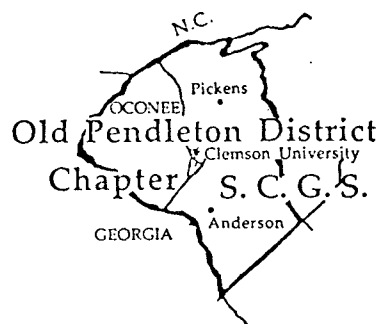 N.C.
Pickens
OCONEE
Old Pendleton District
Clemson University
Chapter S. C. G. S.
Anderson
GEORGIA